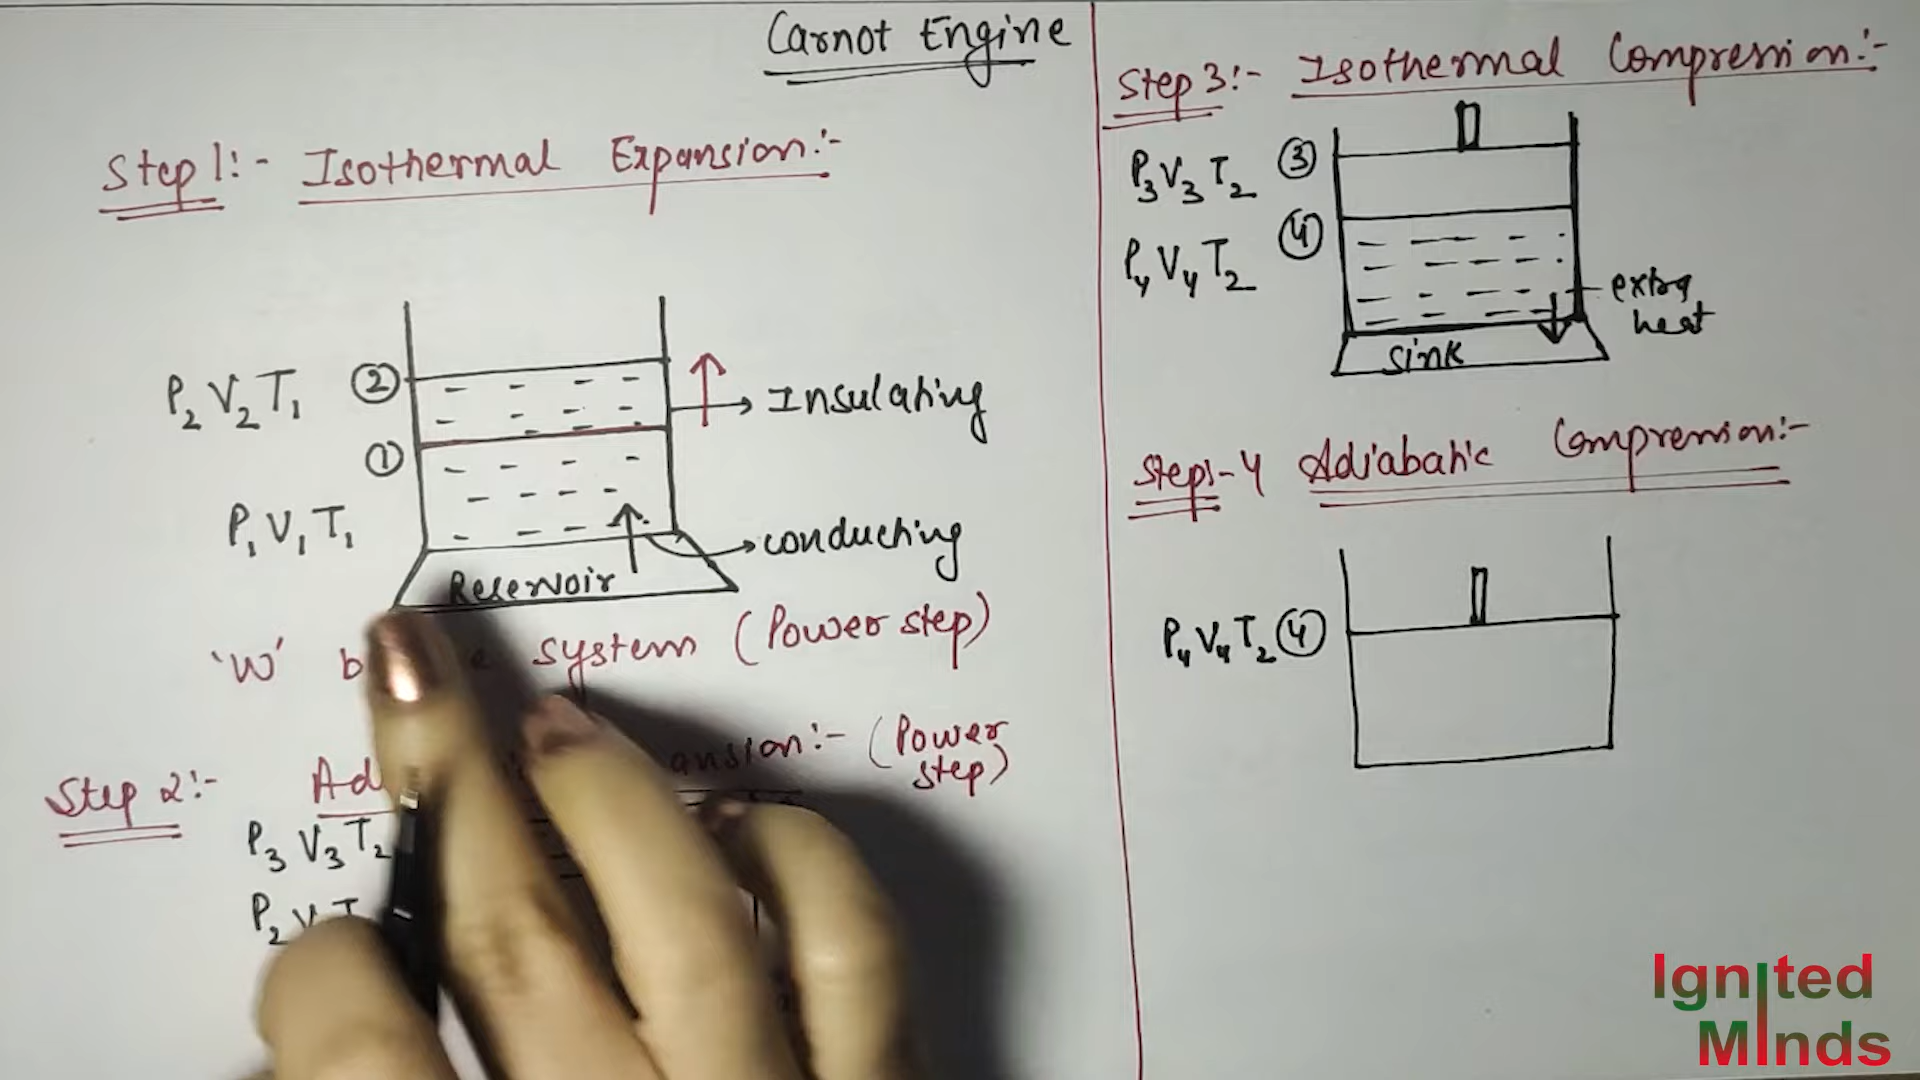 Carnot Engine
Step 1:- Isothermal Expansion:-
P2 V2 T1 ②
Insulating
①
P1 V1 T1
conducting
Reservoir
'W' system (Power step)
Step 2:- (Power step)
P3 V3 T2
P2
Step 3:- Isothermal Compression:-
P3 V3 T2 ③
P4 V4 T2 ④
extra
heat
Sink
Step:-4 Adiabatic Compression:-
P4 V4 T2 ④
Ignited
Minds